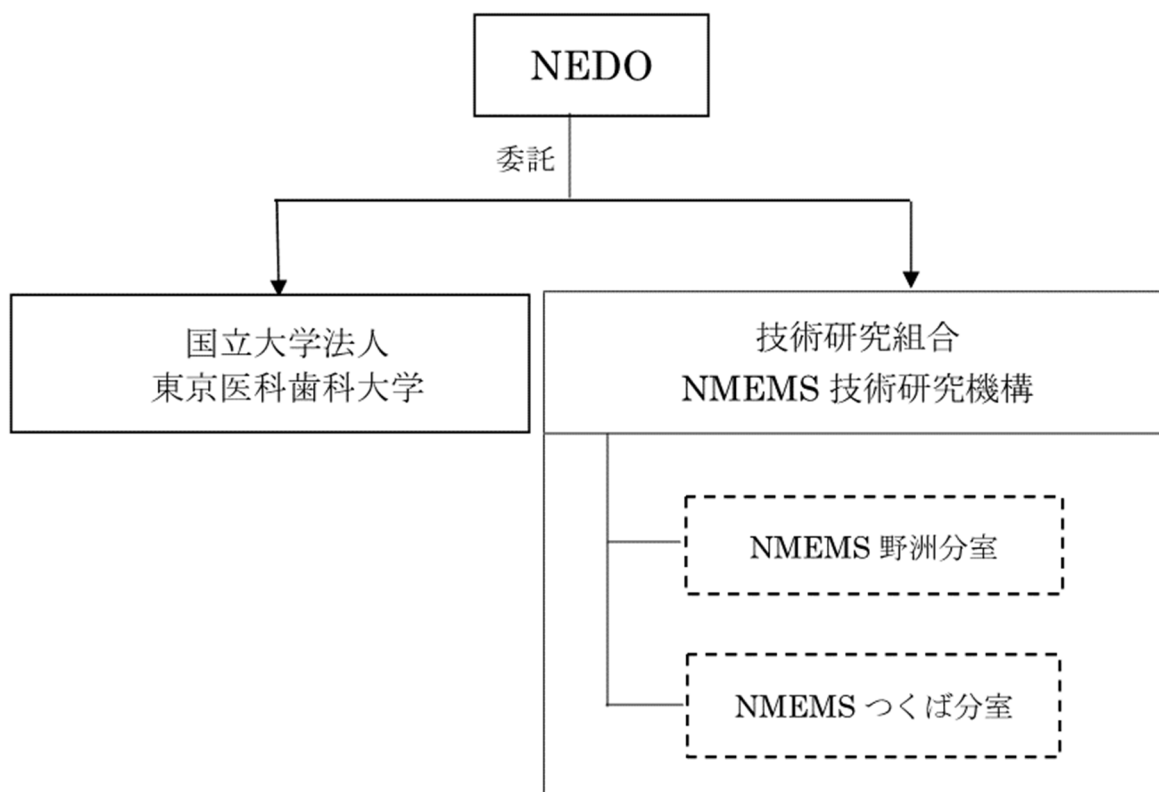 NEDO
委託
国立大学法人
東京医科歯科大学
技術研究組合
NMEMS 技術研究機構
NMEMS 野洲分室
NMEMS つくば分室